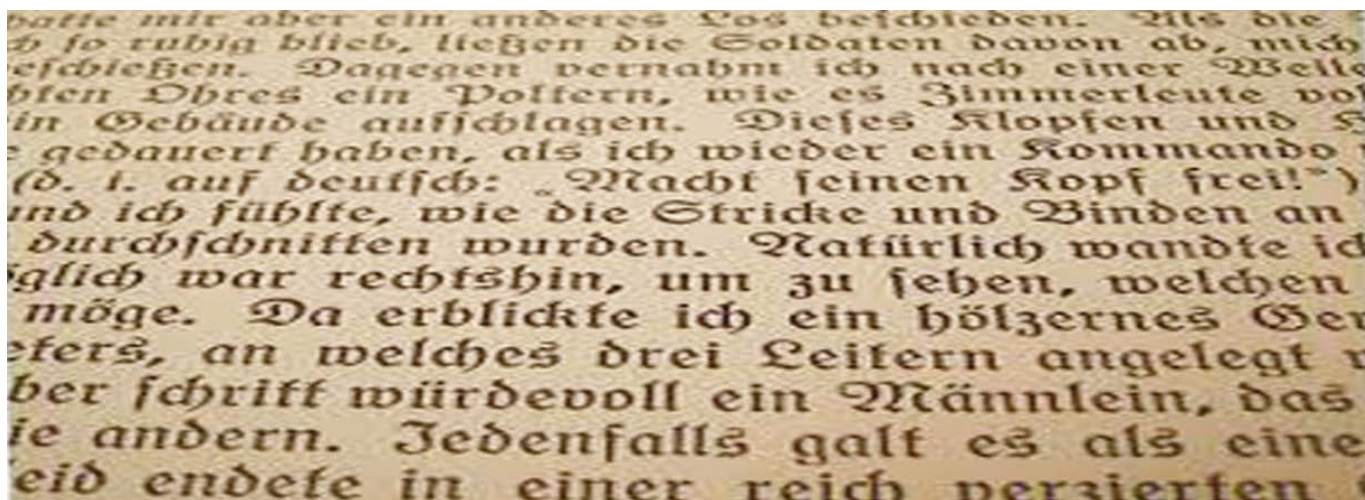 hatte mir aber ein anderes Los beschieden. Als die
so ruhig blieb, ließen die Soldaten davon ab, mich
eschießen. Dagegen vernahm ich nach einer Weile
hten Ohres ein Poltern, wie es Zimmerleute vol
in Gebäude aufschlagen. Dieses Klopfen und
gedauert haben, als ich wieder ein Kommando
(d. i. auf deutsch: „Macht seinen Kopf frei!“)
und ich fühlte, wie die Stricke und Binden an
durchschnitten wurden. Natürlich wandte ich
glich war rechtshin, um zu sehen, welchen
möge. Da erblickte ich ein hölzernes Ger
efers, an welches drei Leitern angelegt
ber schritt würdevoll ein Männlein, das
ie andern. Jedenfalls galt es als eine
eid endete in einer reich verzierten